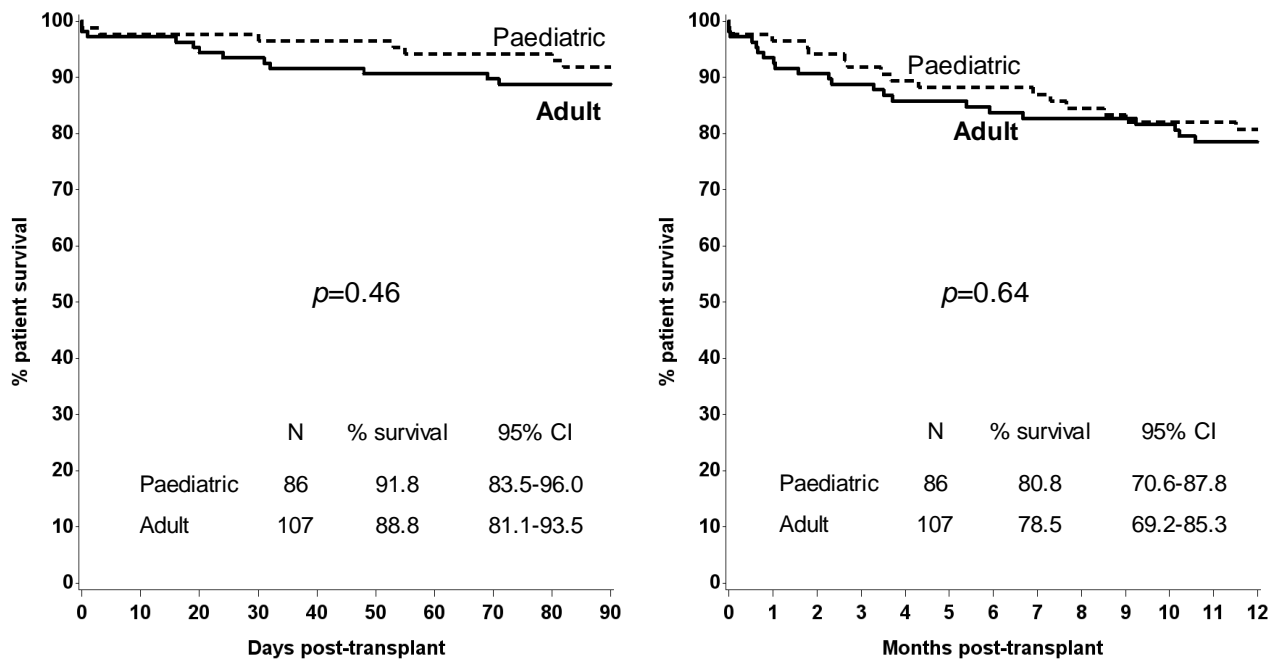 100
90
80
70
60
50
40
30
20
10
0
% patient survival
Paediatric
Adult
p=0.46
N % survival 95% CI
Paediatric 86 91.8 83.5-96.0
Adult 107 88.8 81.1-93.5
0 10 20 30 40 50 60 70 80 90
Days post-transplant
100
90
80
70
60
50
40
30
20
10
0
% patient survival
Paediatric
Adult
p=0.64
N % survival 95% CI
Paediatric 86 80.8 70.6-87.8
Adult 107 78.5 69.2-85.3
0 1 2 3 4 5 6 7 8 9 10 11 12
Months post-transplant